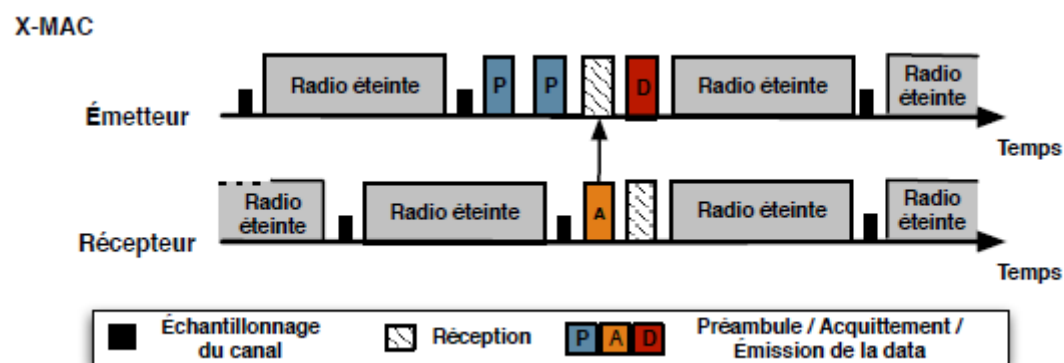 X-MAC
Radio éteinte P P D Radio éteinte Radio éteinte
Émetteur
Temps
Radio éteinte Radio éteinte A Radio éteinte Radio éteinte
Récepteur
Temps
Échantillonnage du canal
Réception
P A D
Préambule / Acquittement / Émission de la data